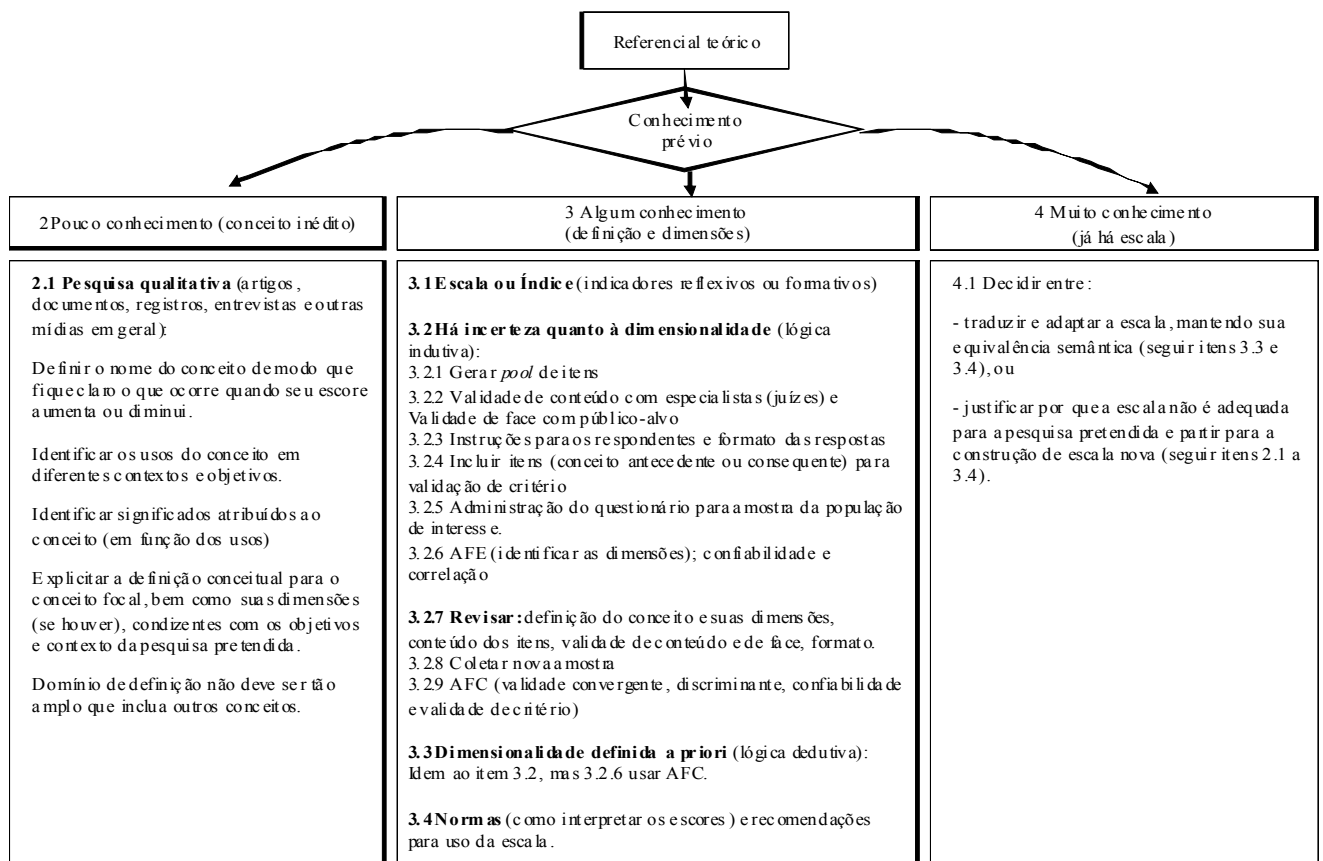 Referencial teórico
Conhecimento
prévio
2 Pouco conhecimento (conceito inédito)
3 Algum conhecimento
(definição e dimensões)
4 Muito conhecimento
(já há escala)
2.1 Pesquisa qualitativa (artigos,
documentos, registros, entrevistas e outras
mídias em geral):
Definir o nome do conceito de modo que
fique claro o que ocorre quando seu escore
aumenta ou diminui.
Identificar os usos do conceito em
diferentes contextos e objetivos.
Identificar significados atribuídos ao
conceito (em função dos usos)
Explicitar a definição conceitual para o
conceito focal, bem como suas dimensões
(se houver), condizentes com os objetivos
e contexto da pesquisa pretendida.
Domínio de definição não deve ser tão
amplo que inclua outros conceitos.
3.1 Escala ou Índice (indicadores reflexivos ou formativos)
3.2 Há incerteza quanto à dimensionalidade (lógica
indutiva):
3.2.1 Gerar pool de itens
3.2.2 Validade de conteúdo com especialistas (juízes) e
Validade de face com público-alvo
3.2.3 Instruções para os respondentes e formato das respostas
3.2.4 Incluir itens (conceito antecedente ou consequente) para
validação de critério
3.2.5 Administração do questionário para amostra da população
de interesse.
3.2.6 AFE (identificar as dimensões); confiabilidade e
correlação
3.2.7 Revisar: definição do conceito e suas dimensões,
conteúdo dos itens, validade de conteúdo e de face, formato.
3.2.8 Coletar nova amostra
3.2.9 AFC (validade convergente, discriminante, confiabilidade
e validade de critério)
3.3 Dimensionalidade definida a priori (lógica dedutiva):
Idem ao item 3.2, mas 3.2.6 usar AFC.
3.4 Normas (como interpretar os escores) e recomendações
para uso da escala.
4.1 Decidir entre:
- traduzir e adaptar a escala, mantendo sua
equivalência semântica (seguir itens 3.3 e
3.4), ou
- justificar por que a escala não é adequada
para a pesquisa pretendida e partir para a
construção de escala nova (seguir itens 2.1 a
3.4).